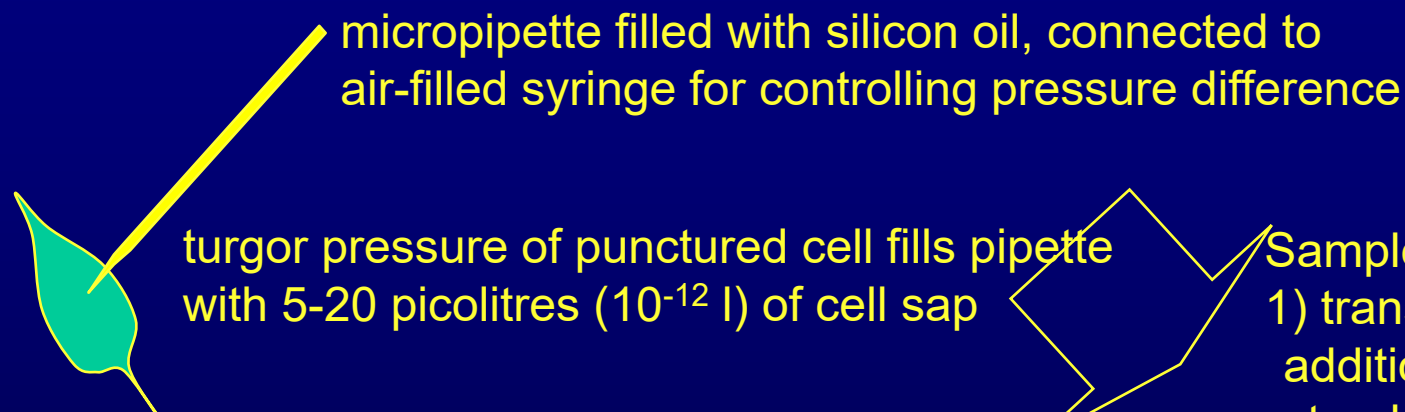 micropipette filled with silicon oil, connected to
air-filled syringe for controlling pressure difference
turgor pressure of punctured cell fills pipette
with 5-20 picolitres (10⁻¹² l) of cell sap
Sample
1) tran
additio